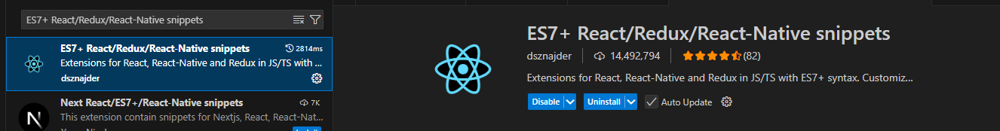 ES7+ React/Redux/React-Native snippets
ES7+ React/Redux/React-Native snippets
2814ms
Extensions for React, React-Native and Redux in JS/TS with ...
dsznajder
Next React/ES7+/React-Native snippets
7K
This extension contain snippets for Nextjs, React, React-Nat...
ES7+ React/Redux/React-Native snippets
dsznajder
14,492,794
(82)
Extensions for React, React-Native and Redux in JS/TS with ES7+ syntax. Customiz...
Disable
Uninstall
Auto Update